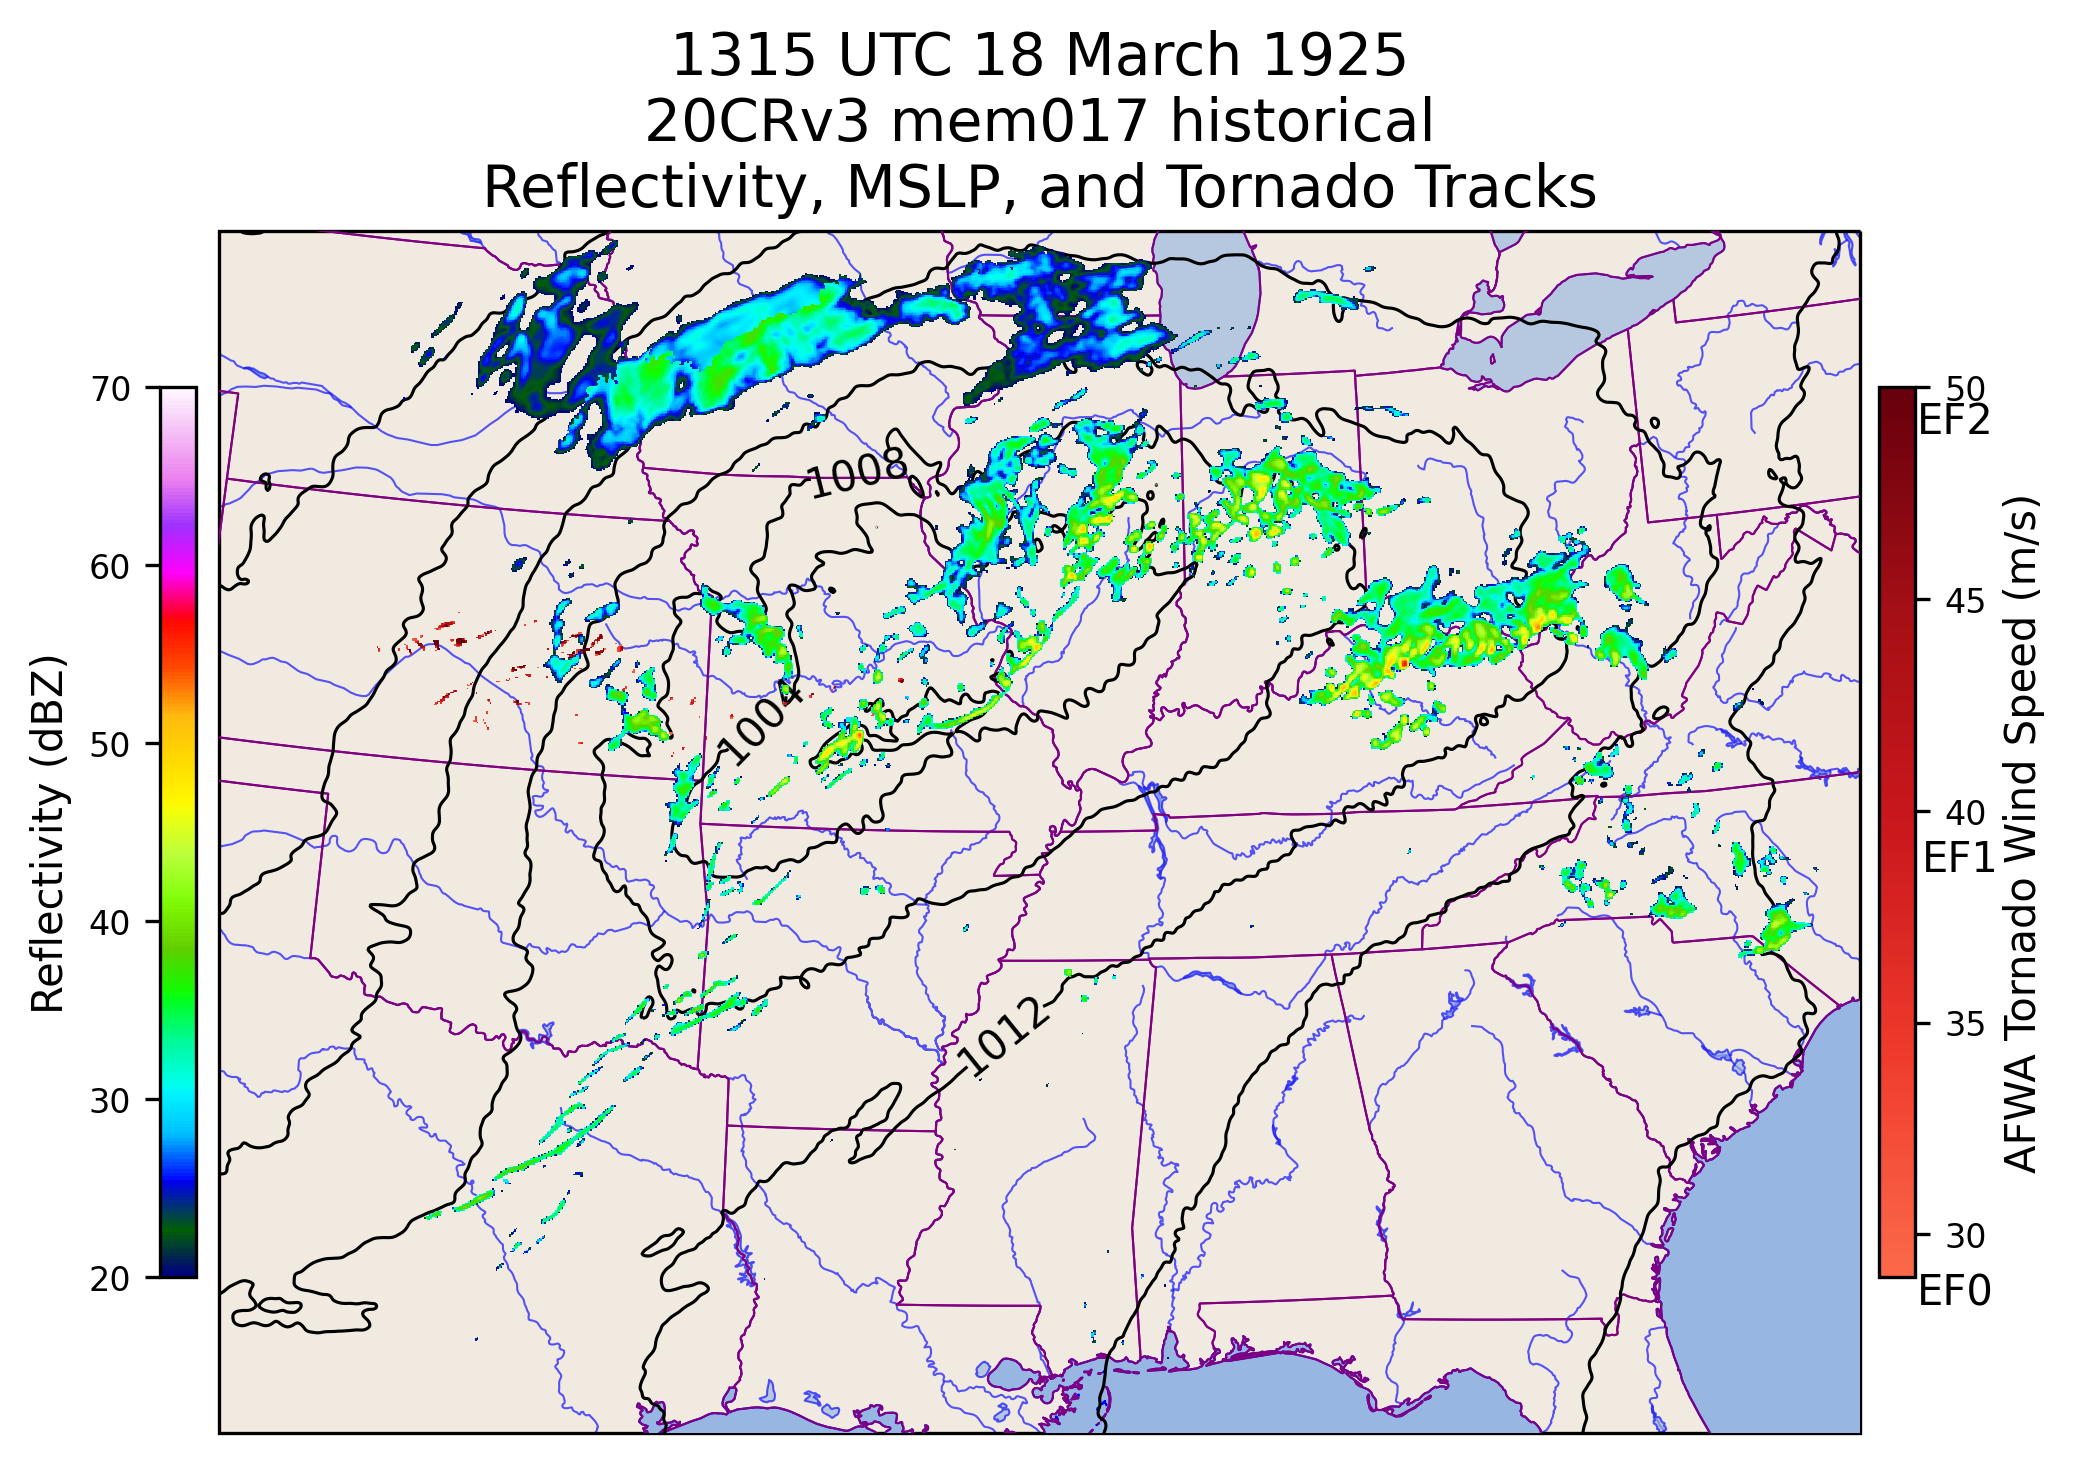 1315 UTC 18 March 1925
20CRv3 mem017 historical
Reflectivity, MSLP, and Tornado Tracks
70
60
50
40
30
20
Reflectivity (dBZ)
1008
1004
1012
50
EF2
45
40
EF1
35
30
EF0
AFWA Tornado Wind Speed (m/s)